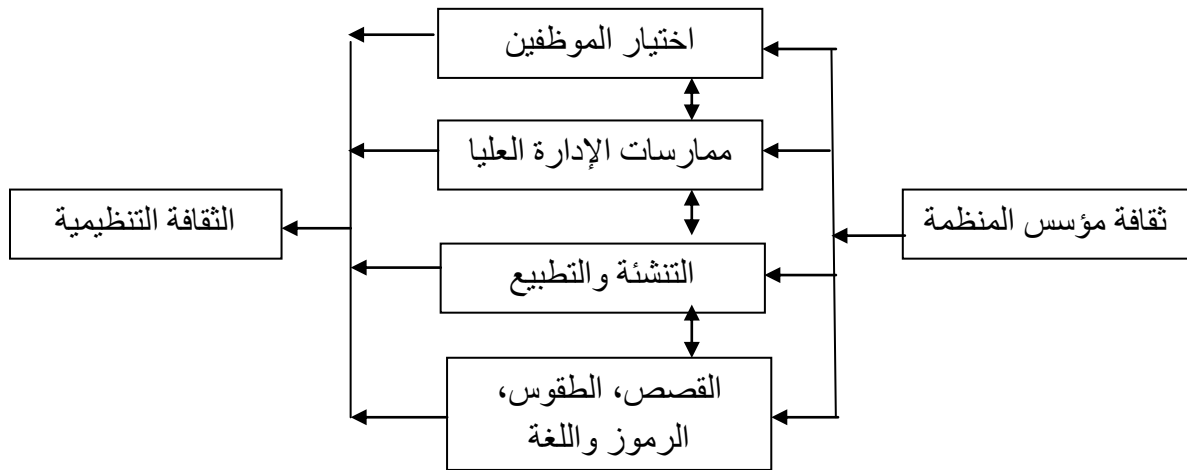 اختيار الموظفين
ممارسات الإدارة العليا
ثقافة مؤسس المنظمة
الثقافة التنظيمية
التنشئة والتطبيع
القصص، الطقوس،
الرموز واللغة